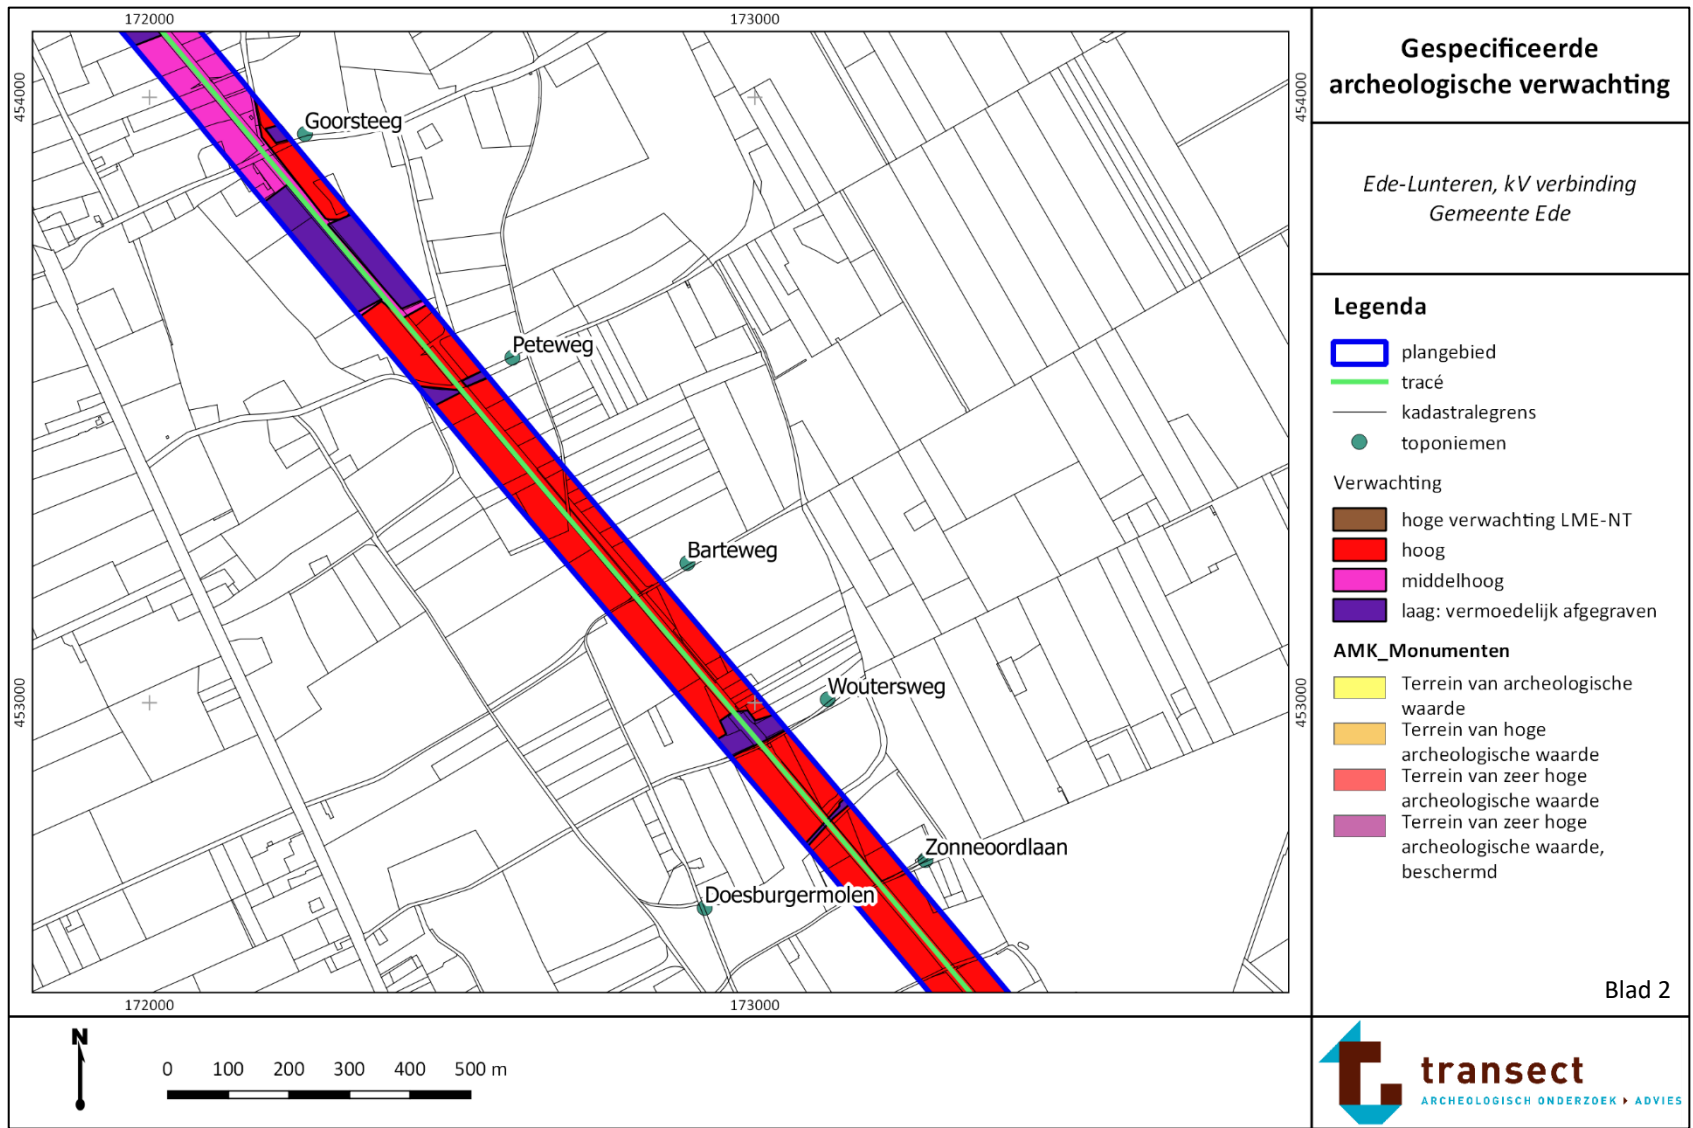 172000
173000
454000
454000
Goorsteeg
Peteweg
Barteweg
Woutersweg
453000
453000
Zonneoordlaan
Doesburgermolen
172000
173000
Gespecificeerde
archeologische verwachting
Ede-Lunteren, kV verbinding
Gemeente Ede
Legenda
plangebied
tracé
kadastralegrens
toponiemen
Verwachting
hoge verwachting LME-NT
hoog
middelhoog
laag: vermoedelijk afgegraven
AMK_Monumenten
Terrein van archeologische
waarde
Terrein van hoge
archeologische waarde
Terrein van zeer hoge
archeologische waarde
Terrein van zeer hoge
archeologische waarde,
beschermd
Blad 2
N
0 100 200 300 400 500 m
transect
ARCHEOLOGISCH ONDERZOEK ADVIES